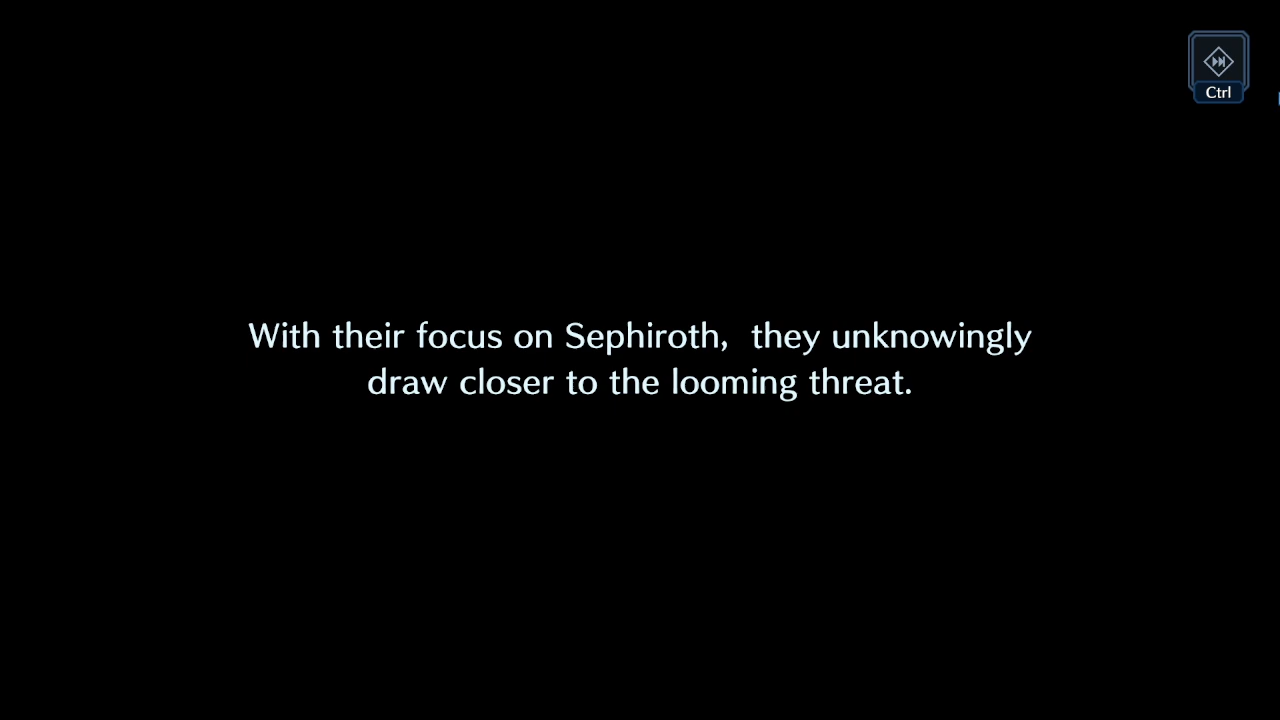 Ctrl
With their focus on Sephiroth,  they unknowingly
draw closer to the looming threat.